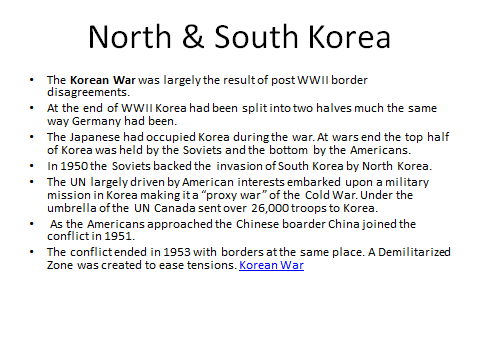 North & South Korea
• The Korean War was largely the result of post WWII border
disagreements.
• At the end of WWII Korea had been split into two halves much the same
way Germany had been.
• The Japanese had occupied Korea during the war. At wars end the top half
of Korea was held by the Soviets and the bottom by the Americans.
• In 1950 the Soviets backed the invasion of South Korea by North Korea.
• The UN largely driven by American interests embarked upon a military
mission in Korea making it a “proxy war” of the Cold War. Under the
umbrella of the UN Canada sent over 26,000 troops to Korea.
• As the Americans approached the Chinese boarder China joined the
conflict in 1951.
• The conflict ended in 1953 with borders at the same place. A Demilitarized
Zone was created to ease tensions. Korean War